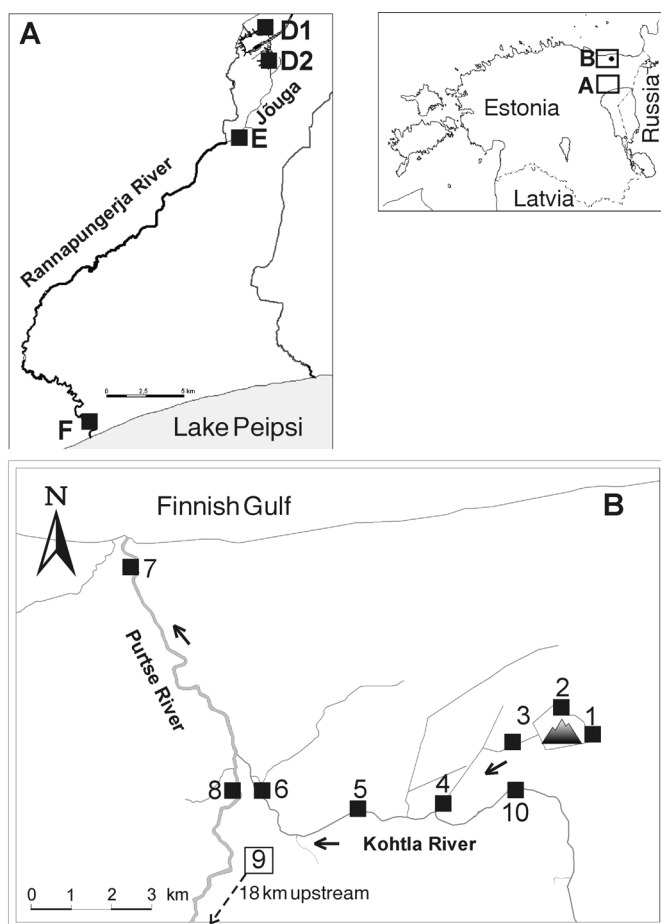 A
D1
D2
Jõuga
E
Rannapungerja River
0 2,5 5 km
F
Lake Peipsi
B
A
Estonia
Russia
Latvia
N
Finnish Gulf
B
7
Purtse River
2
3
1
8
6
5
4
10
Kohtla River
9
18 km upstream
0 1 2 3 km